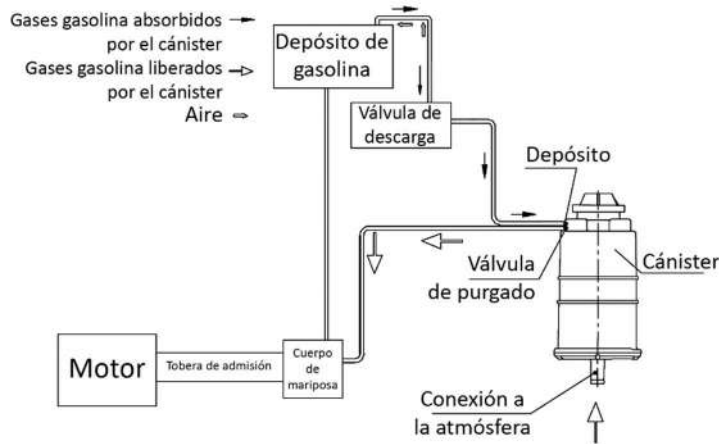 Gases gasolina absorbidos
por el cánister
Gases gasolina liberados
por el cánister
Aire
Depósito de
gasolina
Válvula de
descarga
Depósito
Válvula
de purgado
Cánister
Motor
Tobera de admisión
Cuerpo
de
mariposa
Conexión a
la atmósfera